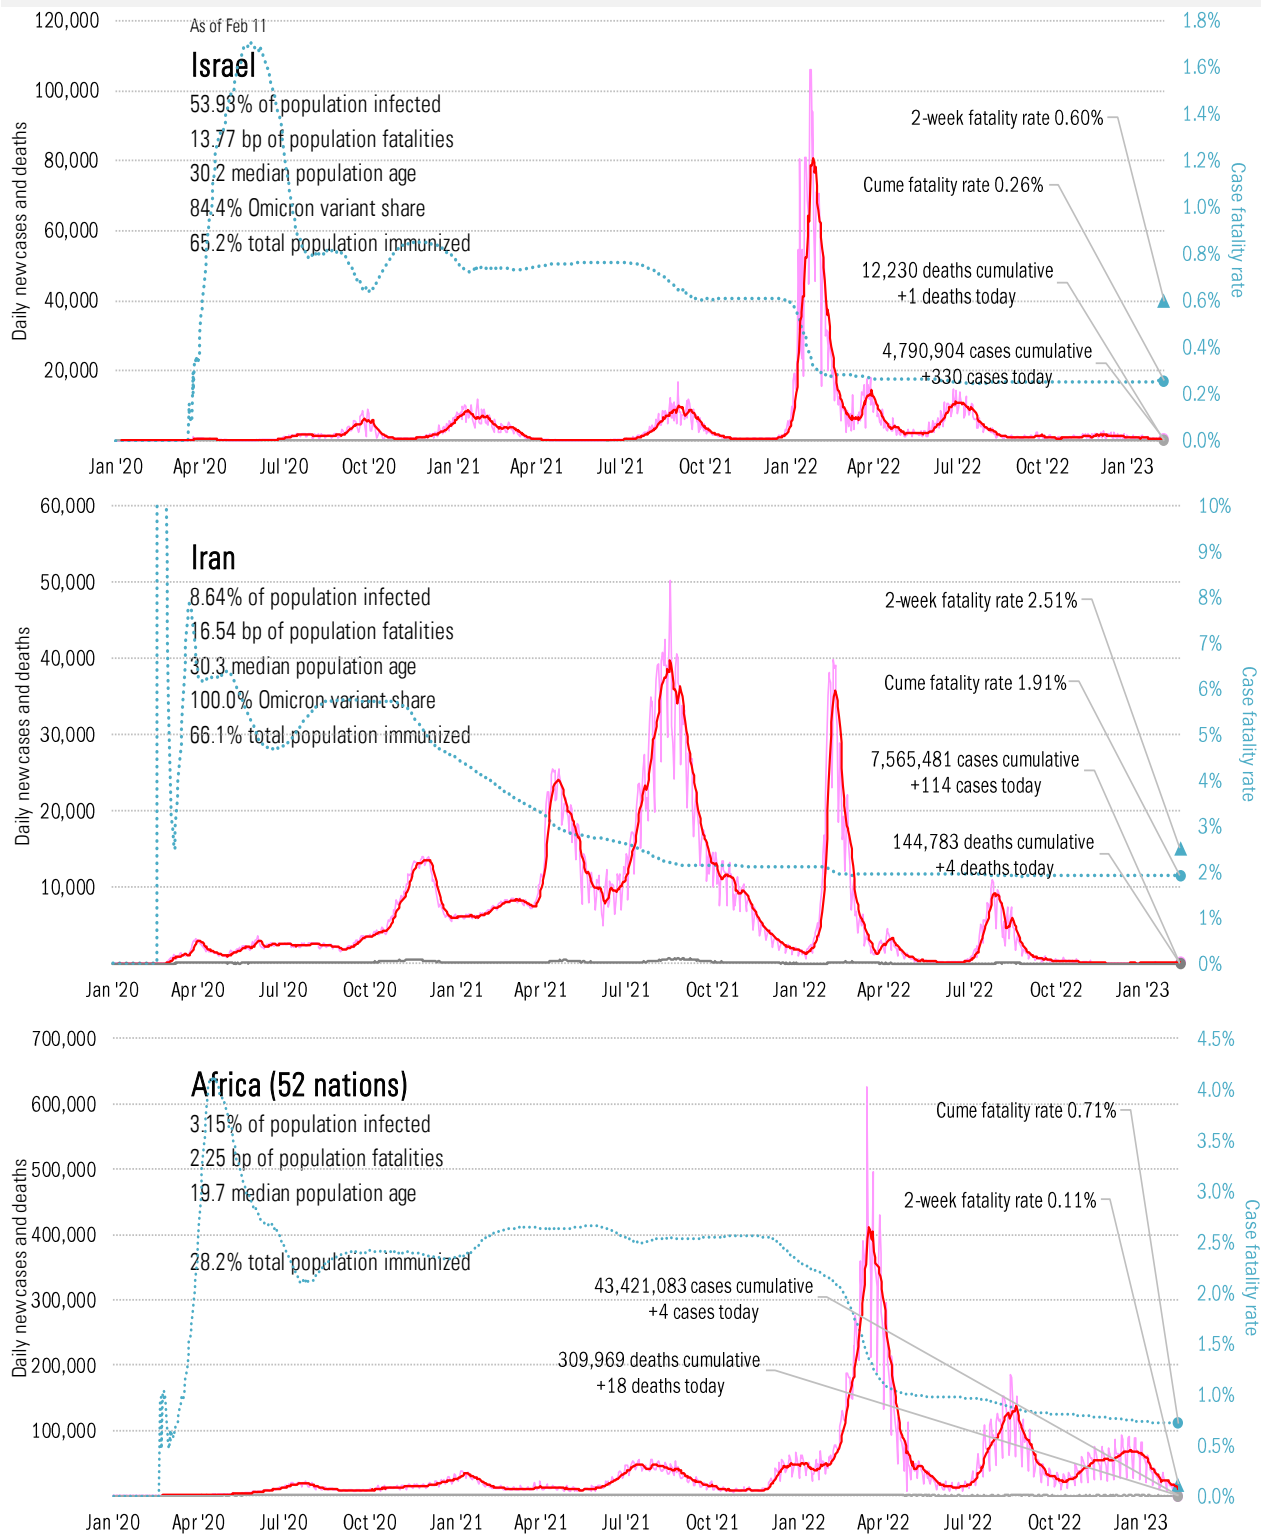 As of Feb 11
Israel
53.93% of population infected
13.77 bp of population fatalities
30.2 median population age
84.4% Omicron variant share
65.2% total population immunized
2-week fatality rate 0.60%
Cume fatality rate 0.26%
12,230 deaths cumulative
+1 deaths today
4,790,904 cases cumulative
+330 cases today
Daily new cases and deaths
120,000
100,000
80,000
60,000
40,000
20,000
Case fatality rate
1.8%
1.6%
1.4%
1.2%
1.0%
0.8%
0.6%
0.4%
0.2%
0.0%
Jan '20 Apr '20 Jul '20 Oct '20 Jan '21 Apr '21 Jul '21 Oct '21 Jan '22 Apr '22 Jul '22 Oct '22 Jan '23
Iran
8.64% of population infected
16.54 bp of population fatalities
30.3 median population age
100.0% Omicron variant share
66.1% total population immunized
2-week fatality rate 2.51%
Cume fatality rate 1.91%
7,565,481 cases cumulative
+114 cases today
144,783 deaths cumulative
+4 deaths today
Daily new cases and deaths
60,000
50,000
40,000
30,000
20,000
10,000
Case fatality rate
10%
9%
8%
7%
6%
5%
4%
3%
2%
1%
0%
Jan '20 Apr '20 Jul '20 Oct '20 Jan '21 Apr '21 Jul '21 Oct '21 Jan '22 Apr '22 Jul '22 Oct '22 Jan '23
Africa (52 nations)
3.15% of population infected
2.25 bp of population fatalities
19.7 median population age
28.2% total population immunized
Cume fatality rate 0.71%
2-week fatality rate 0.11%
43,421,083 cases cumulative
+4 cases today
309,969 deaths cumulative
+18 deaths today
Daily new cases and deaths
700,000
600,000
500,000
400,000
300,000
200,000
100,000
Case fatality rate
4.5%
4.0%
3.5%
3.0%
2.5%
2.0%
1.5%
1.0%
0.5%
0.0%
Jan '20 Apr '20 Jul '20 Oct '20 Jan '21 Apr '21 Jul '21 Oct '21 Jan '22 Apr '22 Jul '22 Oct '22 Jan '23